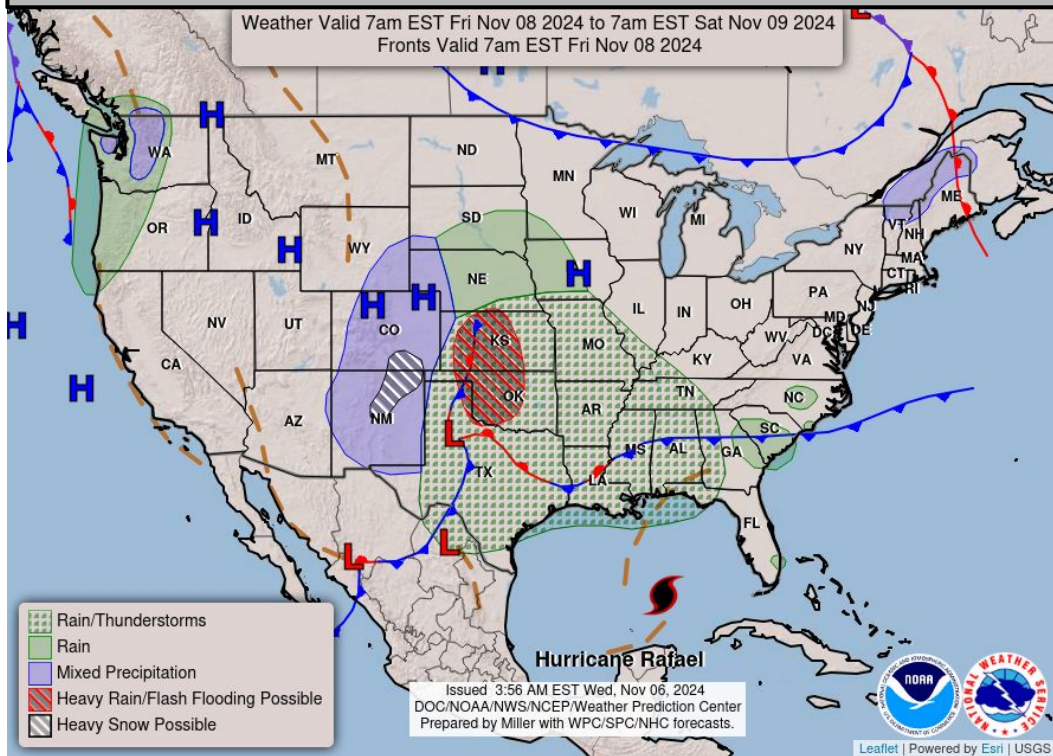 Weather Valid 7am EST Fri Nov 08 2024 to 7am EST Sat Nov 09 2024
Fronts Valid 7am EST Fri Nov 08 2024
L
H
H
WA
MT
ND
MN
ME
OR
H
ID
SD
WI
MI
VT
NH
NY
MA
CT
RI
H
WY
NE
H
PA
NJ
H
H
H
NV
UT
CO
KS
MO
IL
IN
OH
MD
DE
DC
WV
VA
KY
CA
H
AZ
NM
OK
AR
TN
NC
SC
L
TX
LA
MS
AL
GA
FL
L
L
Hurricane Rafael
Rain/Thunderstorms
Rain
Mixed Precipitation
Heavy Rain/Flash Flooding Possible
Heavy Snow Possible
Issued 3:56 AM EST Wed, Nov 06, 2024
DOC/NOAA/NWS/NCEP/Weather Prediction Center
Prepared by Miller with WPC/SPC/NHC forecasts.
NOAA
NATIONAL WEATHER SERVICE
Leaflet | Powered by Esri | USGS